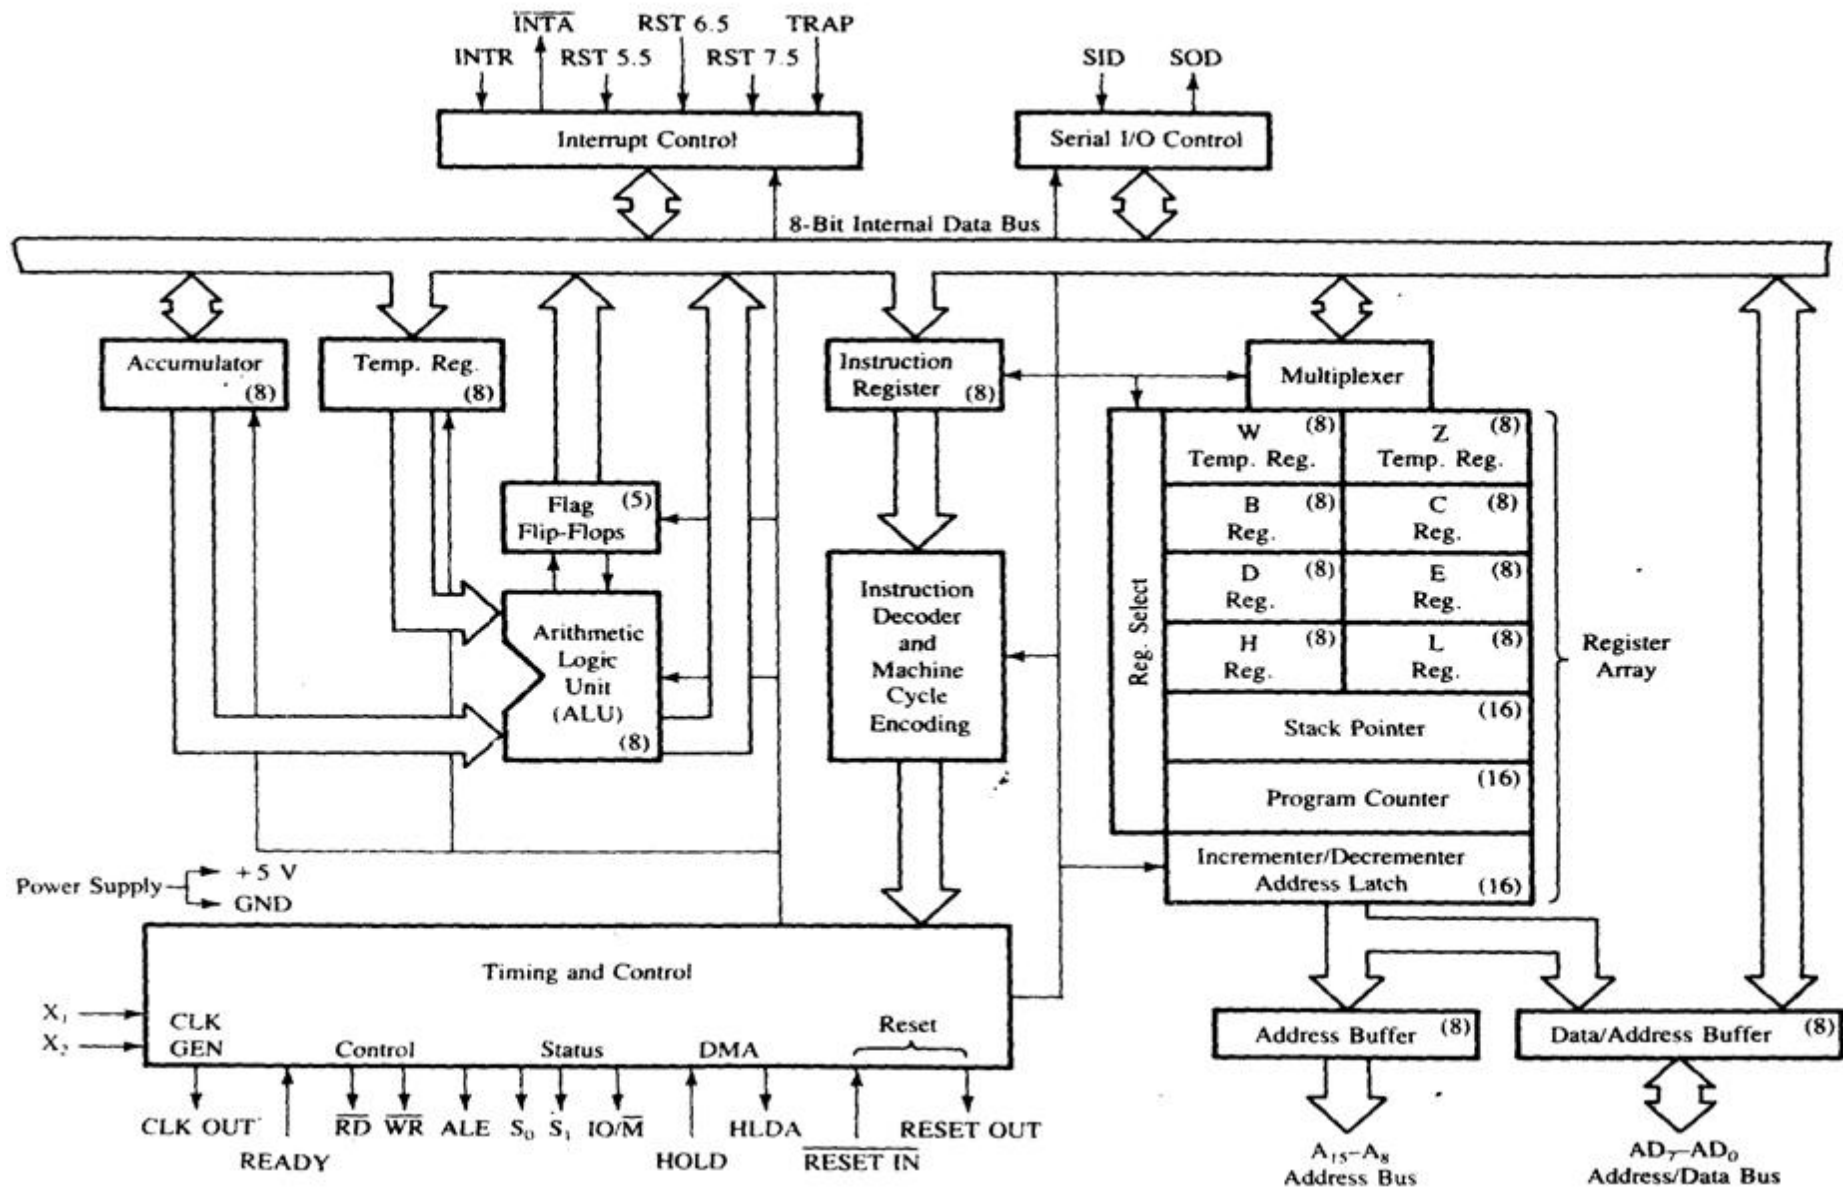 INTA
RST 6.5
TRAP
INTR
RST 5.5
RST 7.5
SID
SOD
Interrupt Control
Serial I/O Control
8-Bit Internal Data Bus
Accumulator
(8)
Temp. Reg.
(8)
Instruction
Register
(8)
Multiplexer
Flag
(5)
Flip-Flops
Arithmetic
Logic
Unit
(ALU)
(8)
Instruction
Decoder
and
Machine
Cycle
Encoding
Reg. Select
W (8)
Temp. Reg.
Z (8)
Temp. Reg.
B (8)
Reg.
C (8)
Reg.
D (8)
Reg.
E (8)
Reg.
H (8)
Reg.
L (8)
Reg.
Stack Pointer (16)
Program Counter (16)
Incrementer/Decrementer
Address Latch (16)
Register
Array
Power Supply
+5 V
GND
Timing and Control
X₁
X₂
CLK
GEN
Control
Status
DMA
Reset
CLK OUT
READY
RD
WR
ALE
S₀
S₁
IO/M
HOLD
HLDA
RESET IN
RESET OUT
Address Buffer (8)
Data/Address Buffer (8)
A₁₅–A₈
Address Bus
AD₇–AD₀
Address/Data Bus